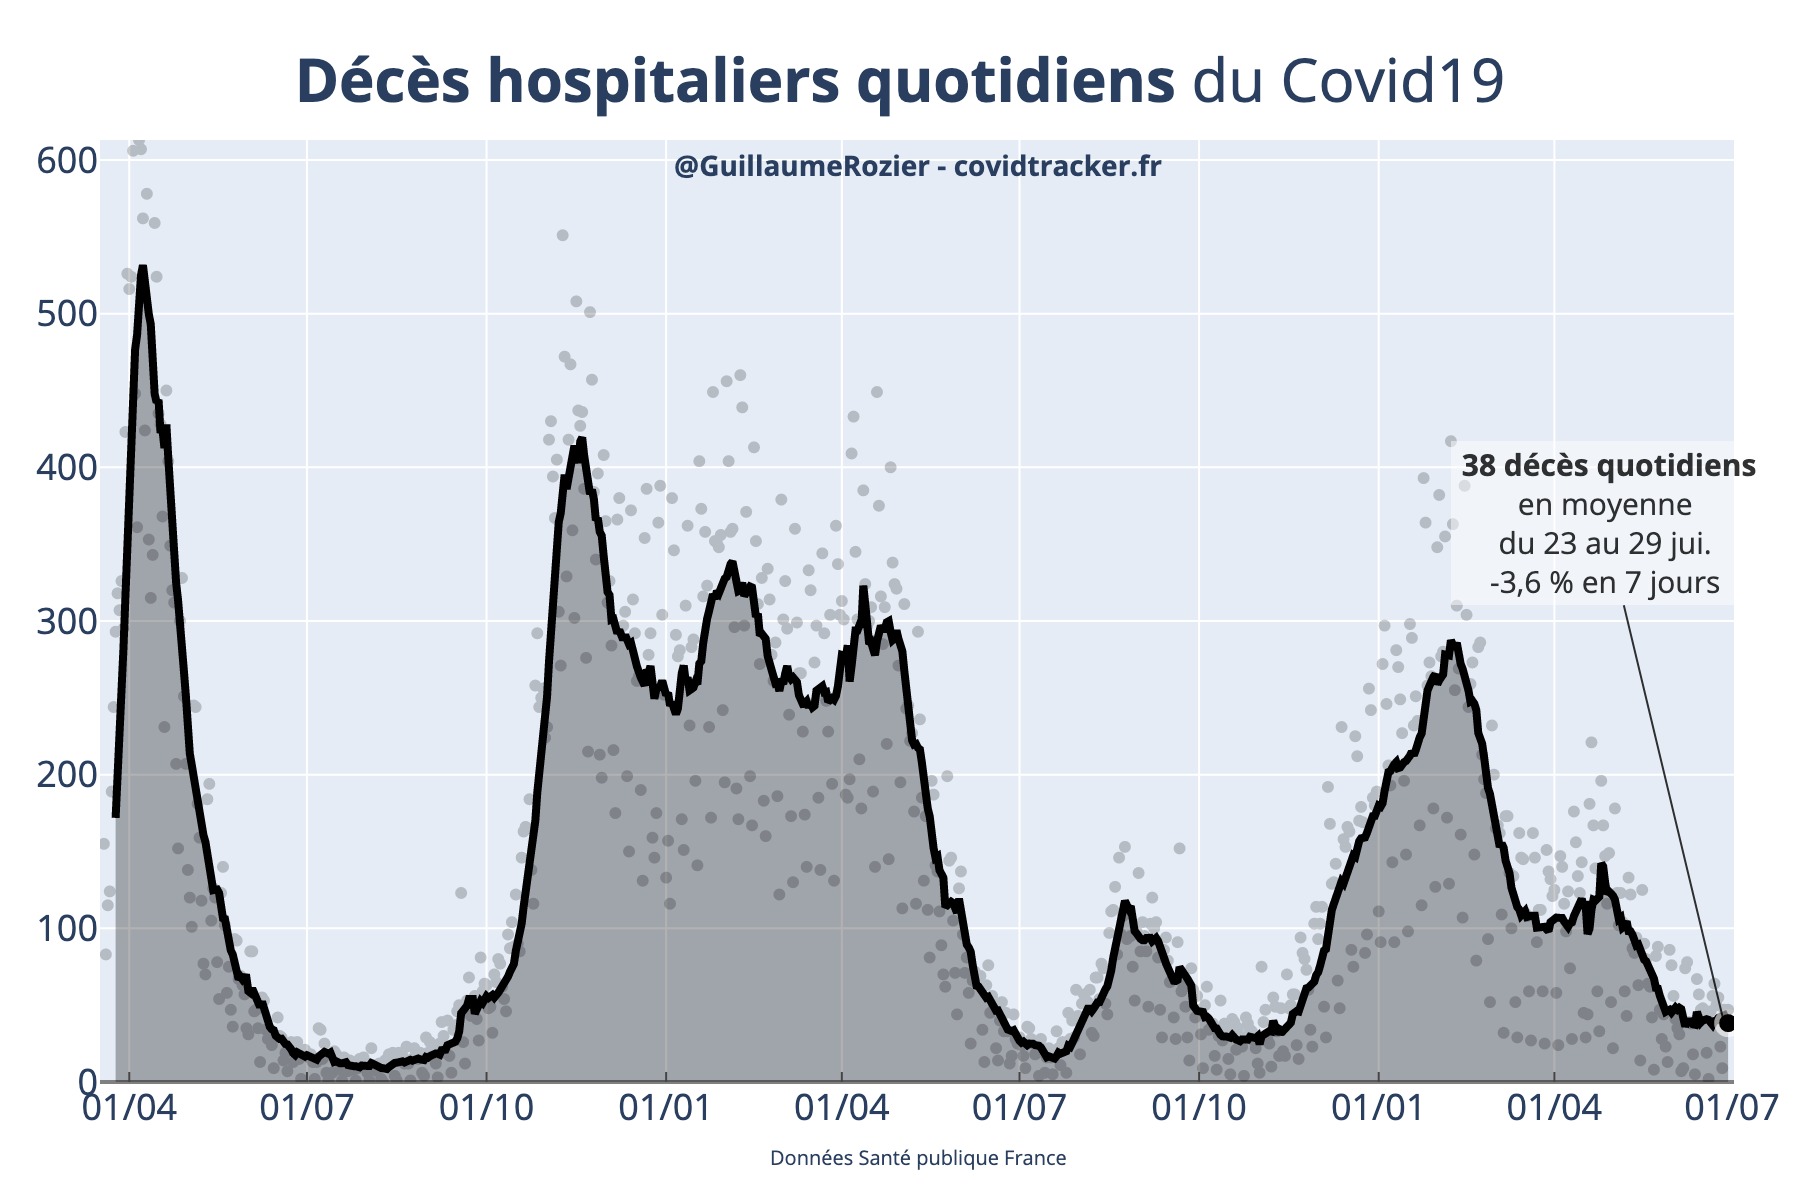 Décès hospitaliers quotidiens du Covid19
@GuillaumeRozier - covidtracker.fr
600
500
400
300
200
100
0
38 décès quotidiens
en moyenne
du 23 au 29 jui.
-3,6 % en 7 jours
01/04 01/07 01/10 01/01 01/04 01/07 01/10 01/01 01/04 01/07
Données Santé publique France